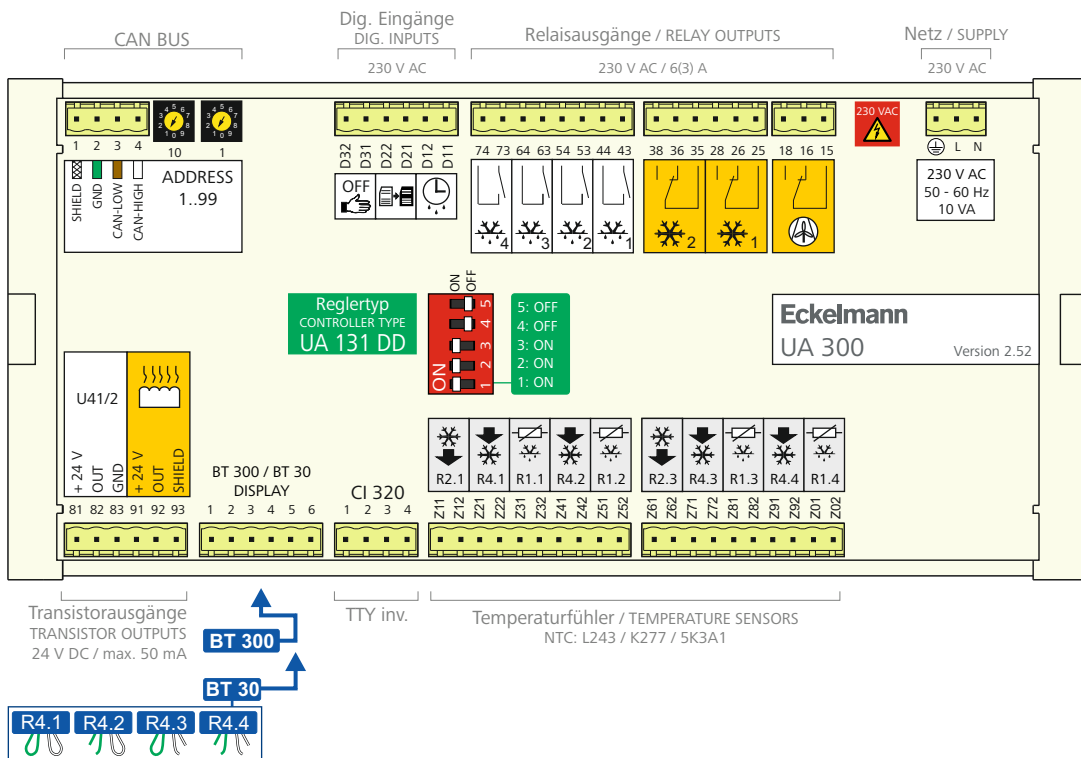 CAN BUS
Dig. Eingänge
DIG. INPUTS
230 V AC
Relaisausgänge / RELAY OUTPUTS
230 V AC / 6(3) A
Netz / SUPPLY
230 V AC
1 2 3 4
10
1
SHIELD
GND
CAN-LOW
CAN-HIGH
ADDRESS
1..99
D32 D31 D22 D21 D12 D11
OFF
74 73 64 63 54 53 44 43
4 3 2 1
38 36 35 28 26 25
2 1
18 16 15
230 VAC
L N
230 V AC
50 - 60 Hz
10 VA
Reglertyp
CONTROLLER TYPE
UA 131 DD
ON
OFF
ON
1 2 3 4 5
5: OFF
4: OFF
3: ON
2: ON
1: ON
Eckelmann
UA 300
Version 2.52
U41/2
+ 24 V
OUT
GND
+ 24 V
OUT
SHIELD
81 82 83 91 92 93
BT 300 / BT 30
DISPLAY
1 2 3 4 5 6
CI 320
1 2 3 4
R2.1 R4.1 R1.1 R4.2 R1.2
Z11 Z12 Z21 Z22 Z31 Z32 Z41 Z42 Z51 Z52
R2.3 R4.3 R1.3 R4.4 R1.4
Z61 Z62 Z71 Z72 Z81 Z82 Z91 Z92 Z01 Z02
Transistorausgänge
TRANSISTOR OUTPUTS
24 V DC / max. 50 mA
TTY inv.
Temperaturfühler / TEMPERATURE SENSORS
NTC: L243 / K277 / 5K3A1
BT 300
BT 30
R4.1 R4.2 R4.3 R4.4